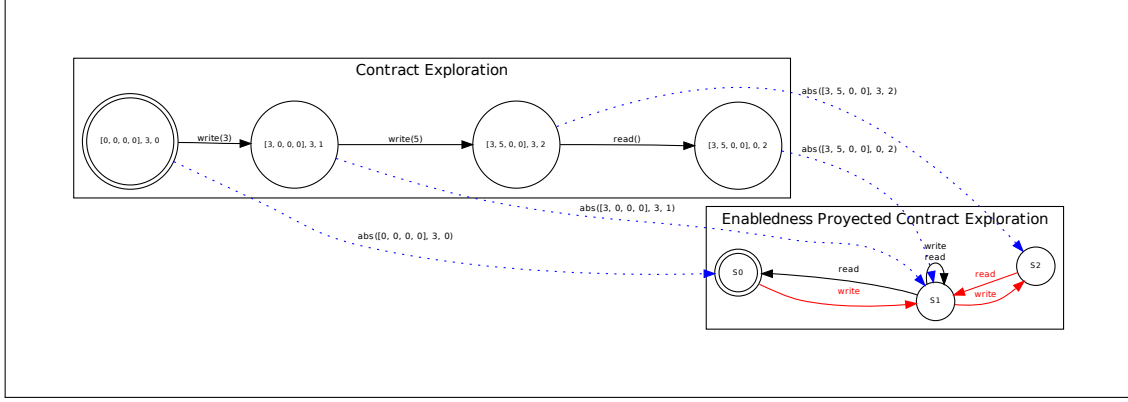 Contract Exploration
abs([3, 5, 0, 0], 3, 2)
[0, 0, 0, 0], 3, 0
write(3)
[3, 0, 0, 0], 3, 1
write(5)
[3, 5, 0, 0], 3, 2
read()
[3, 5, 0, 0], 0, 2
abs([3, 5, 0, 0], 0, 2)
abs([3, 0, 0, 0], 3, 1)
abs([0, 0, 0, 0], 3, 0)
Enabledness Proyected Contract Exploration
write
read
S0
read
write
S1
read
write
S2